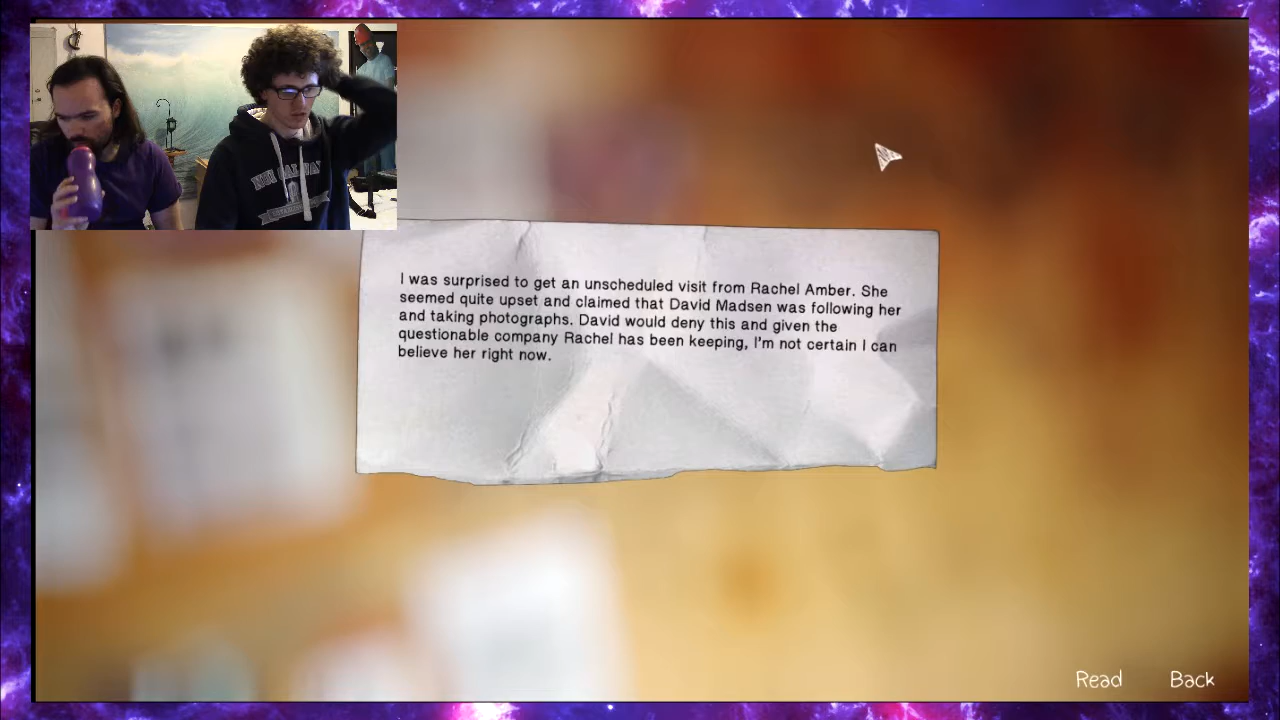 I was surprised to get an unscheduled visit from Rachel Amber. She
seemed quite upset and claimed that David Madsen was following her
and taking photographs. David would deny this and given the
questionable company Rachel has been keeping, I'm not certain I can
believe her right now.
Read Back